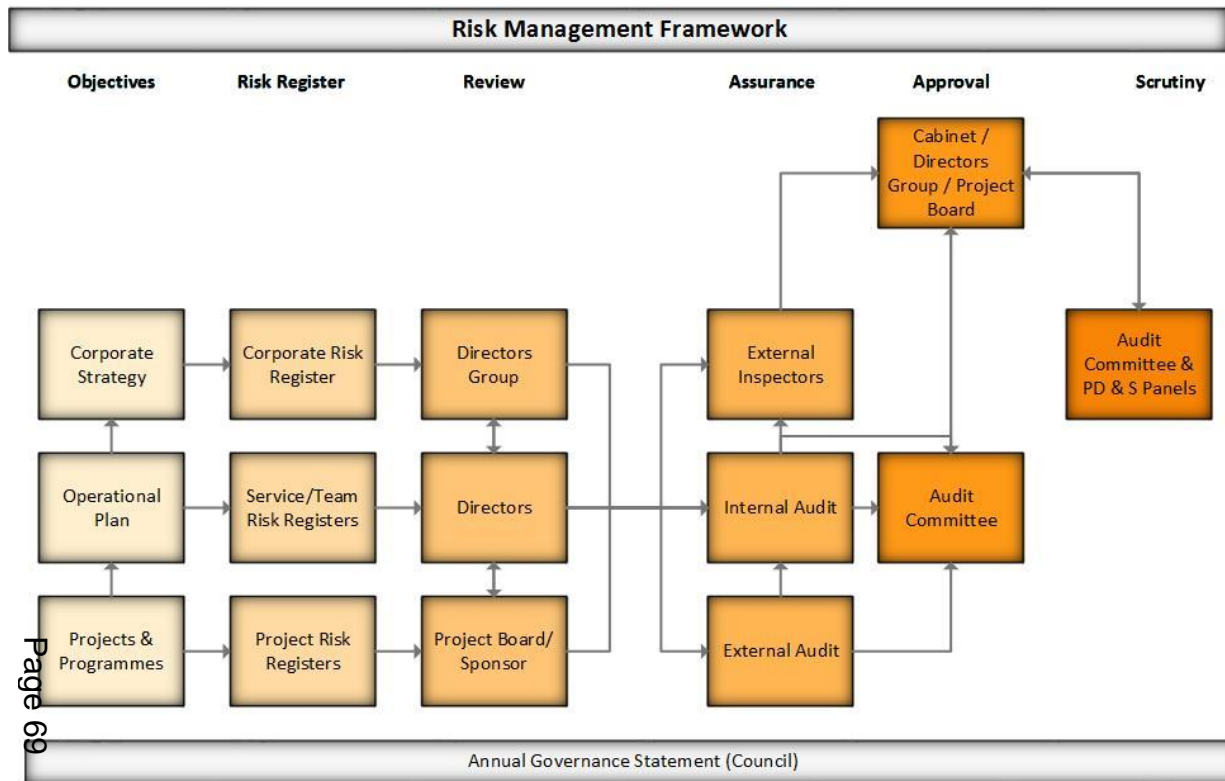 Risk Management Framework
Objectives
Risk Register
Review
Assurance
Approval
Scrutiny
Cabinet /
Directors
Group / Project
Board
Corporate
Strategy
Corporate Risk
Register
Directors
Group
External
Inspectors
Audit
Committee &
PD & S Panels
Operational
Plan
Service/Team
Risk Registers
Directors
Internal Audit
Audit
Committee
Projects &
Programmes
Project Risk
Registers
Project Board/
Sponsor
External Audit
Page 69
Annual Governance Statement (Council)